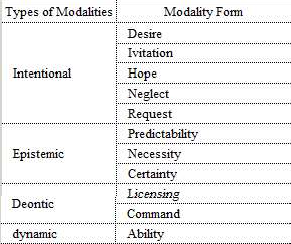 Types of Modalities Modality Form
Intentional
Desire
Ivitation
Hope
Neglect
Request
Epistemic
Predictability
Necessity
Certainty
Deontic
Licensing
Command
dynamic Ability